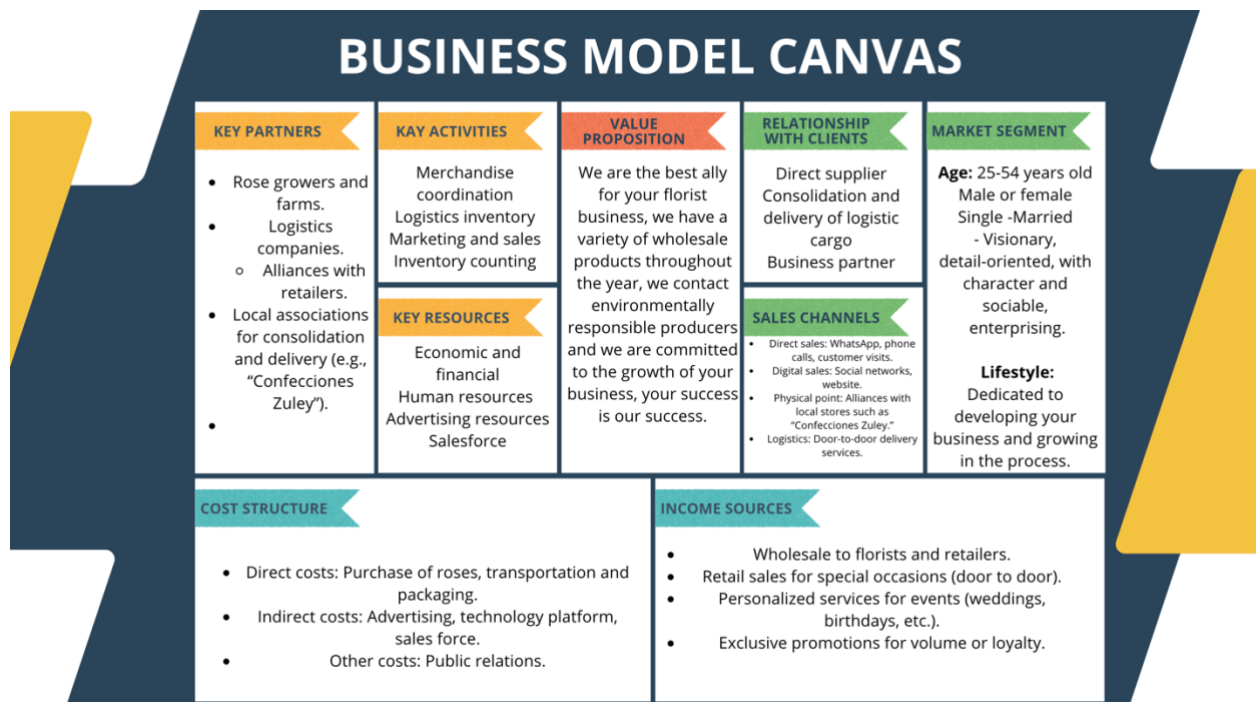 BUSINESS MODEL CANVAS
KEY PARTNERS
• Rose growers and
farms.
• Logistics
companies.
○ Alliances with
retailers.
• Local associations
for consolidation
and delivery (e.g.,
“Confecciones
Zuley”).
•
KAY ACTIVITIES
Merchandise
coordination
Logistics inventory
Marketing and sales
Inventory counting
KEY RESOURCES
Economic and
financial
Human resources
Advertising resources
Salesforce
VALUE
PROPOSITION
We are the best ally
for your florist
business, we have a
variety of wholesale
products throughout
the year, we contact
environmentally
responsible producers
and we are committed
to the growth of your
business, your success
is our success.
RELATIONSHIP
WITH CLIENTS
Direct supplier
Consolidation and
delivery of logistic
cargo
Business partner
SALES CHANNELS
• Direct sales: WhatsApp, phone
calls, customer visits.
• Digital sales: Social networks,
website.
• Physical point: Alliances with
local stores such as
“Confecciones Zuley.”
• Logistics: Door-to-door delivery
services.
MARKET SEGMENT
Age: 25-54 years old
Male or female
Single -Married
- Visionary,
detail-oriented, with
character and
sociable,
enterprising.
Lifestyle:
Dedicated to
developing your
business and growing
in the process.
COST STRUCTURE
• Direct costs: Purchase of roses, transportation and
packaging.
• Indirect costs: Advertising, technology platform,
sales force.
• Other costs: Public relations.
INCOME SOURCES
• Wholesale to florists and retailers.
• Retail sales for special occasions (door to door).
• Personalized services for events (weddings,
birthdays, etc.).
• Exclusive promotions for volume or loyalty.